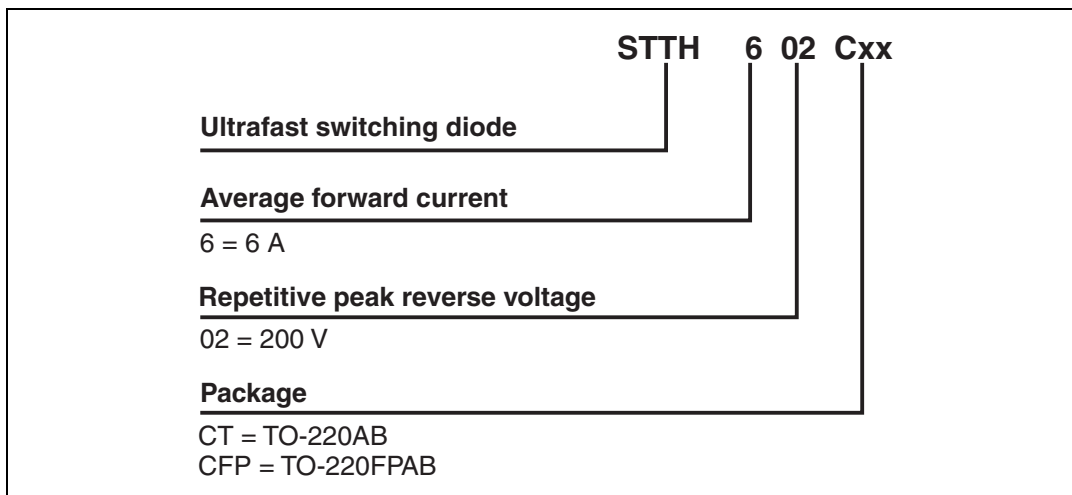 STTH 6 02 Cxx
Ultrafast switching diode
Average forward current
6 = 6 A
Repetitive peak reverse voltage
02 = 200 V
Package
CT = TO-220AB
CFP = TO-220FPAB